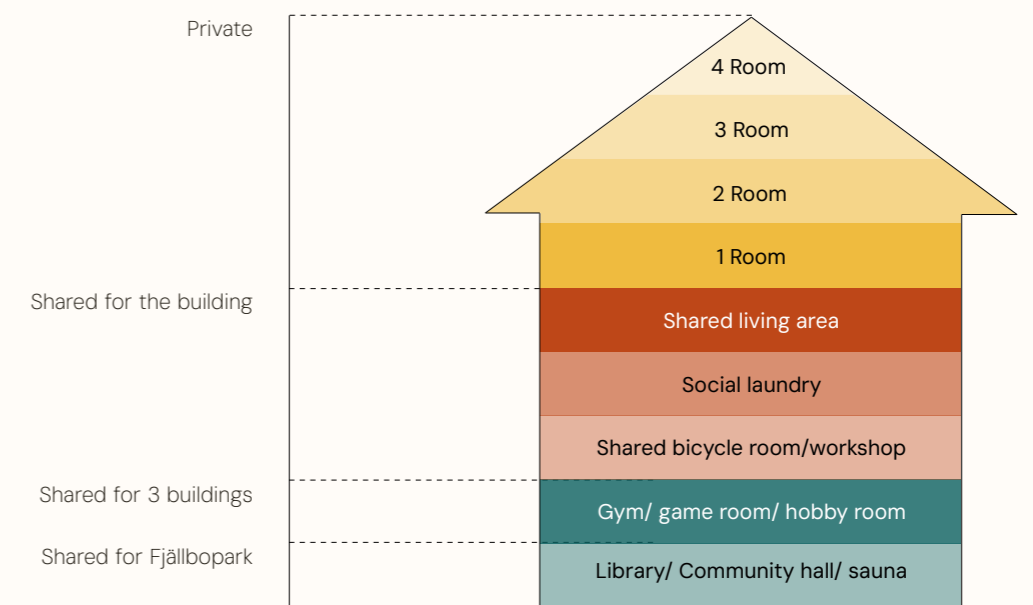 Private
4 Room
3 Room
2 Room
1 Room
Shared for the building
Shared living area
Social laundry
Shared bicycle room/workshop
Shared for 3 buildings
Gym/ game room/ hobby room
Shared for Fjällbopark
Library/ Community hall/ sauna